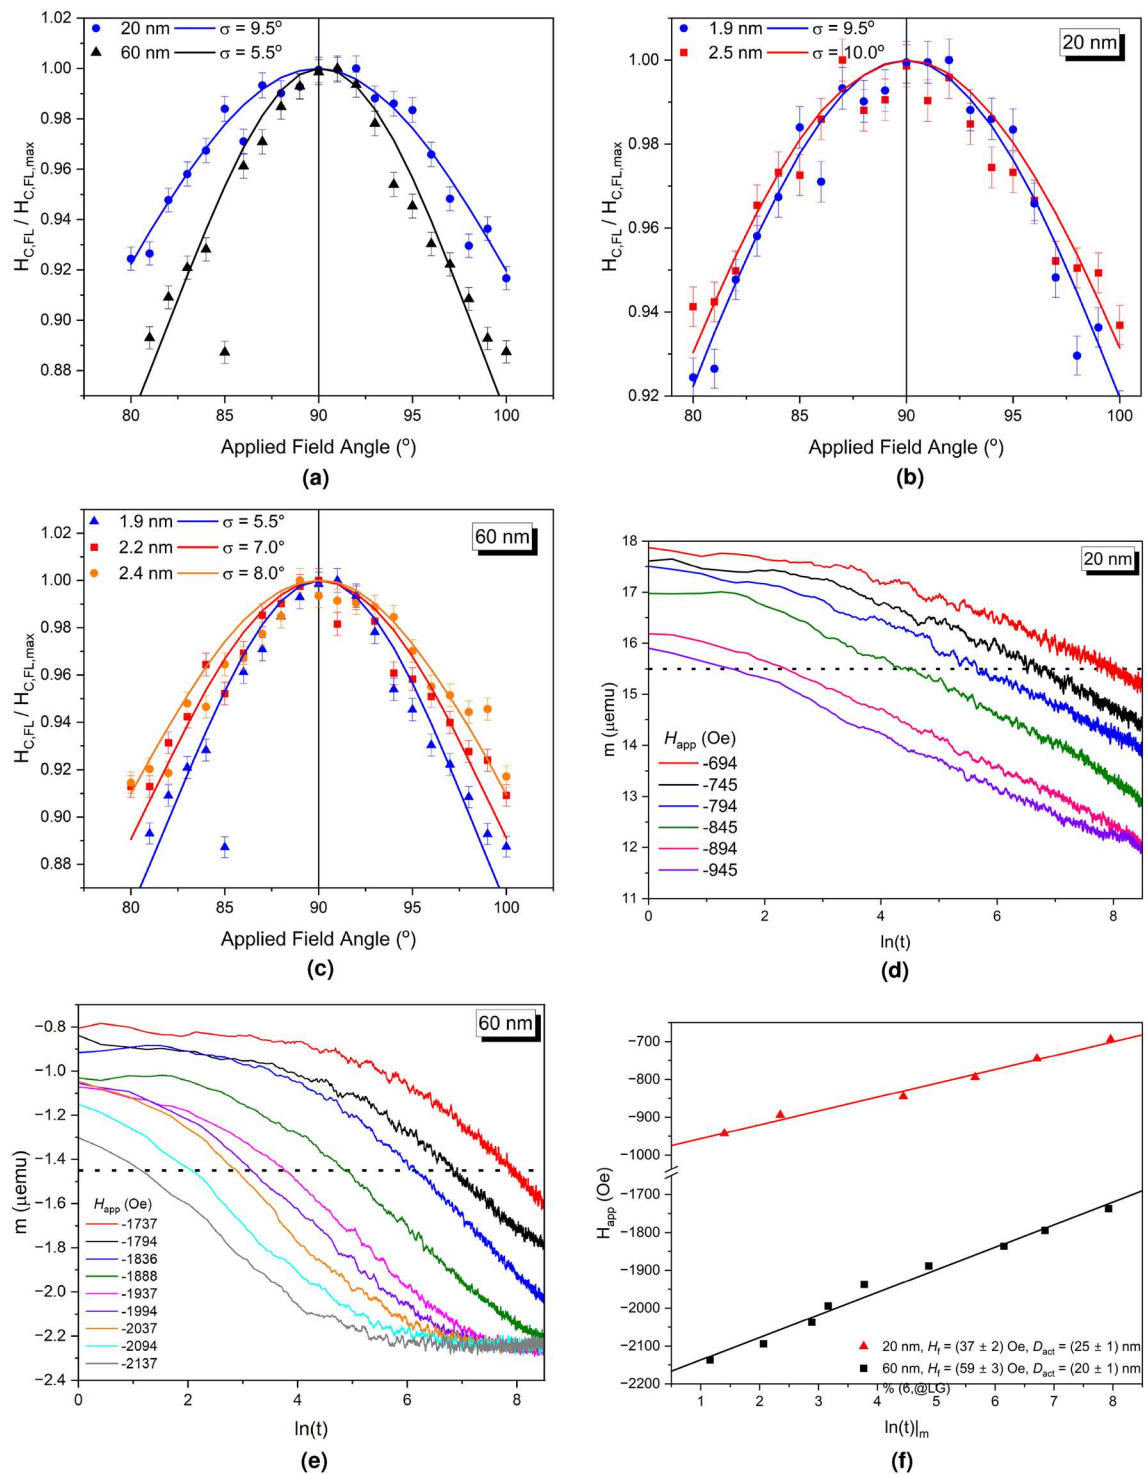 1.02
1.00
0.98
0.96
0.94
0.92
0.90
0.88
H_C,FL / H_C,FL,max
20 nm σ = 9.5°
60 nm σ = 5.5°
80 85 90 95 100
Applied Field Angle (°)
(a)
1.00
0.98
0.96
0.94
0.92
H_C,FL / H_C,FL,max
1.9 nm σ = 9.5°
2.5 nm σ = 10.0°
20 nm
80 85 90 95 100
Applied Field Angle (°)
(b)
1.02
1.00
0.98
0.96
0.94
0.92
0.90
0.88
H_C,FL / H_C,FL,max
1.9 nm σ = 5.5°
2.2 nm σ = 7.0°
2.4 nm σ = 8.0°
60 nm
80 85 90 95 100
Applied Field Angle (°)
(c)
18
17
16
15
14
13
12
11
m (μemu)
20 nm
H_app (Oe)
-694
-745
-794
-845
-894
-945
0 2 4 6 8
ln(t)
(d)
−0.8
−1.0
−1.2
−1.4
−1.6
−1.8
−2.0
−2.2
−2.4
m (μemu)
60 nm
H_app (Oe)
-1737
-1794
-1836
-1888
-1937
-1994
-2037
-2094
-2137
0 2 4 6 8
ln(t)
(e)
−700
−800
−900
−1000
−1700
−1800
−1900
−2000
−2100
−2200
H_app (Oe)
20 nm, H_f = (37 ± 2) Oe, D_act = (25 ± 1) nm
60 nm, H_f = (59 ± 3) Oe, D_act = (20 ± 1) nm
% (6,@LG)
1 2 3 4 5 6 7 8
ln(t)|_m
(f)